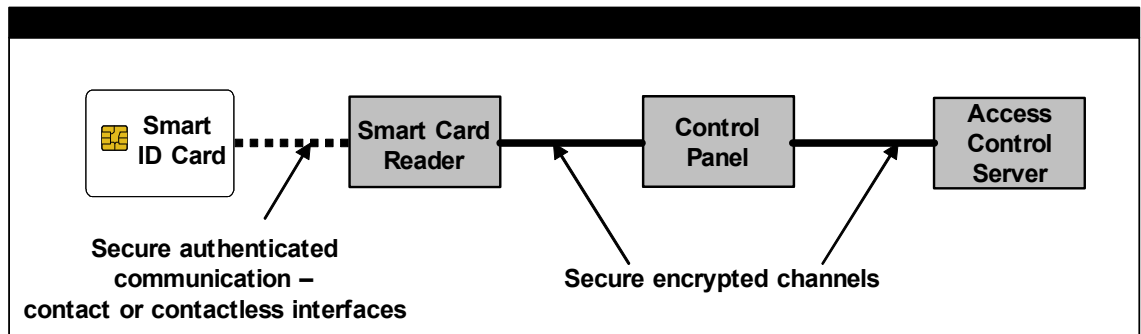 Smart
ID Card
Smart Card
Reader
Control
Panel
Access
Control
Server
Secure authenticated
communication –
contact or contactless interfaces
Secure encrypted channels